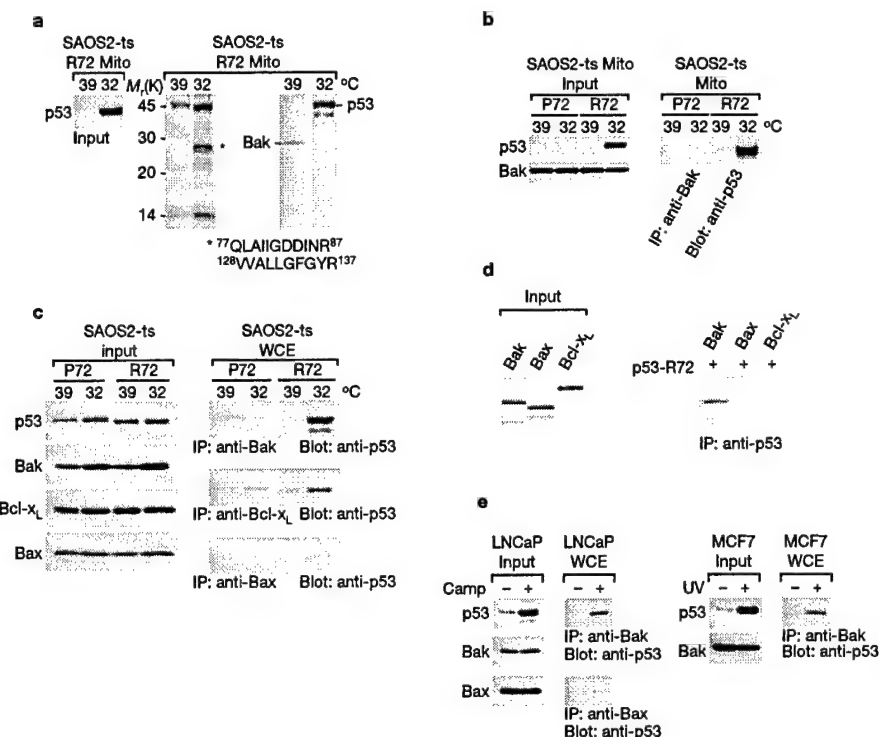 a
SAOS2-ts
R72 Mito
39 32
p53
Input
SAOS2-ts
R72 Mito
Mr(K) 39 32 39 32 ºC
45
30
20
14
*
Bak
p53
* 77QLAIIGDDINR87
128VVALLGFGYR137
b
SAOS2-ts Mito
Input
P72 R72
39 32 39 32
p53
Bak
SAOS2-ts
Mito
P72 R72
39 32 39 32 ºC
IP: anti-Bak
Blot: anti-p53
c
SAOS2-ts
input
P72 R72
39 32 39 32
p53
Bak
Bcl-xL
Bax
SAOS2-ts
WCE
P72 R72
39 32 39 32 ºC
IP: anti-Bak Blot: anti-p53
IP: anti-Bcl-xL Blot: anti-p53
IP: anti-Bax Blot: anti-p53
d
Input
Bak Bax Bcl-xL
Bak Bax Bcl-xL
p53-R72 + + +
IP: anti-p53
e
LNCaP
Input
Camp – +
p53
Bak
Bax
LNCaP
WCE
– +
IP: anti-Bak
Blot: anti-p53
IP: anti-Bax
Blot: anti-p53
MCF7
Input
UV – +
p53
Bak
MCF7
WCE
– +
IP: anti-Bak
Blot: anti-p53